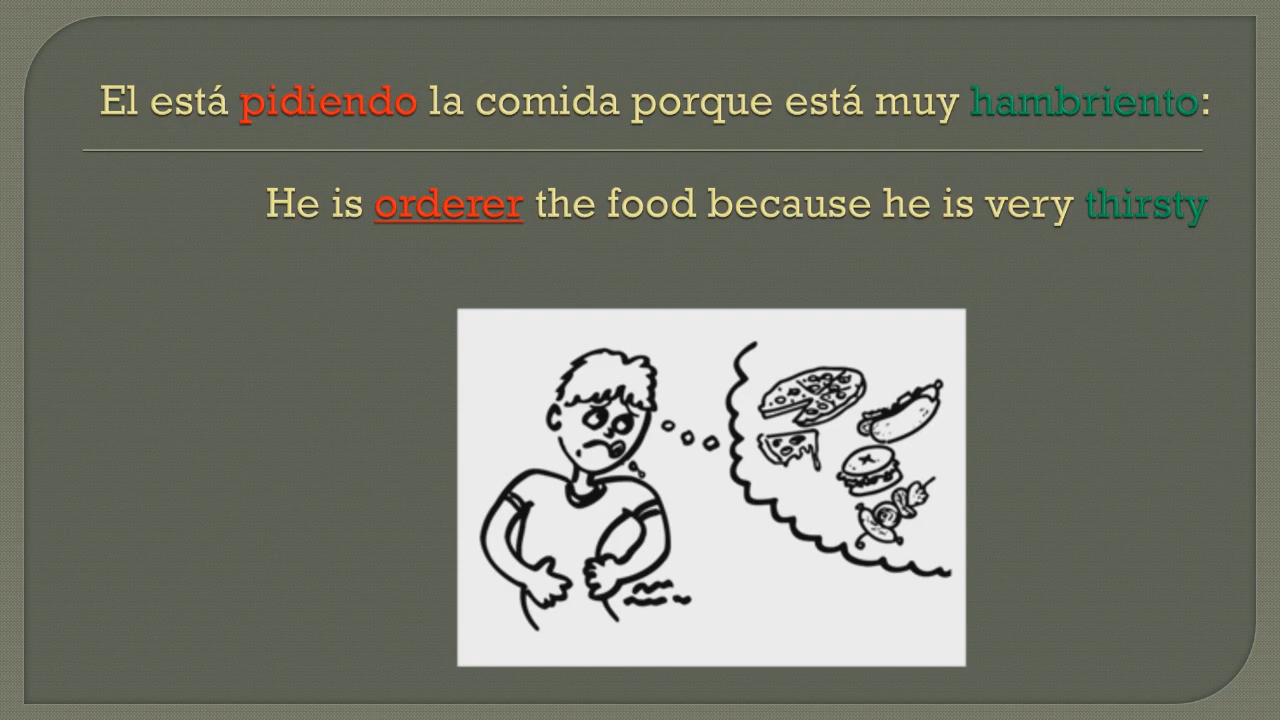 El está pidiendo la comida porque está muy hambriento:
He is orderer the food because he is very thirsty